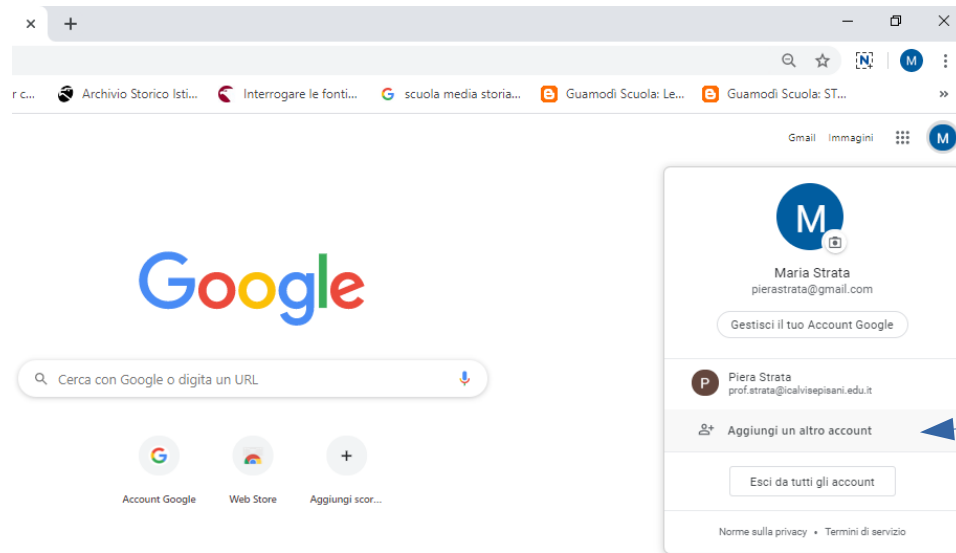 r c... Archivio Storico Isti... Interrogare le fonti... scuola media storia... Guamodì Scuola: Le... Guamodì Scuola: ST... »
M
Gmail Immagini M
M
Maria Strata
pierastrata@gmail.com
Gestisci il tuo Account Google
Google
Cerca con Google o digita un URL
P Piera Strata
prof.strata@icalvisepisani.edu.it
Aggiungi un altro account
Esci da tutti gli account
Account Google Web Store Aggiungi scor...
Norme sulla privacy • Termini di servizio